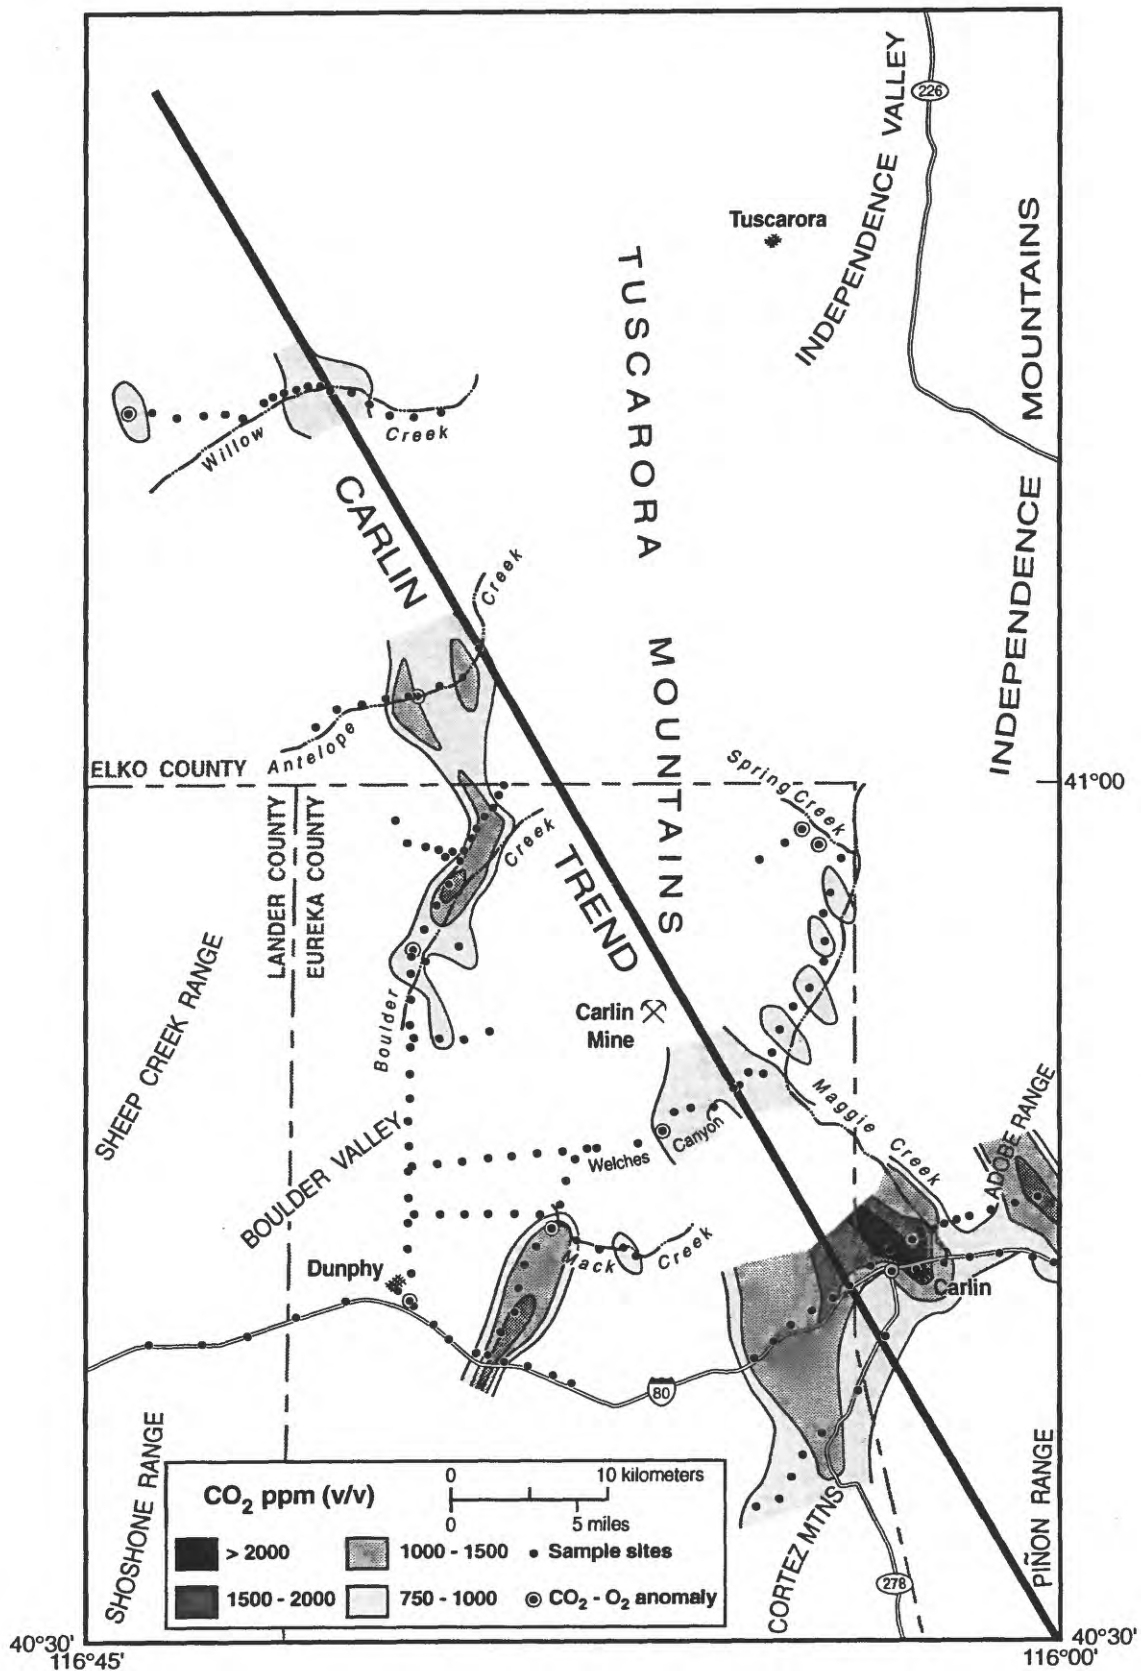 INDEPENDENCE VALLEY
226
Tuscarora
TUSCARORA
MOUNTAINS
INDEPENDENCE MOUNTAINS
Willow
Creek
CARLIN
TREND
Creek
Antelope
ELKO COUNTY
41°00
Spring Creek
LANDER COUNTY
EUREKA COUNTY
Creek
Boulder
SHEEP CREEK RANGE
Carlin
Mine
Maggie Creek
ADOBE RANGE
Canyon
Welches
BOULDER VALLEY
Mack
Creek
Dunphy
Carlin
80
SHOSHONE RANGE
CORTEZ MTNS
PIÑON RANGE
278
CO2 ppm (v/v)
0 10 kilometers
0 5 miles
> 2000
1000 - 1500
Sample sites
1500 - 2000
750 - 1000
CO2 - O2 anomaly
40°30'
116°45'
40°30'
116°00'
INDEPENDENCE MOUNTAINS